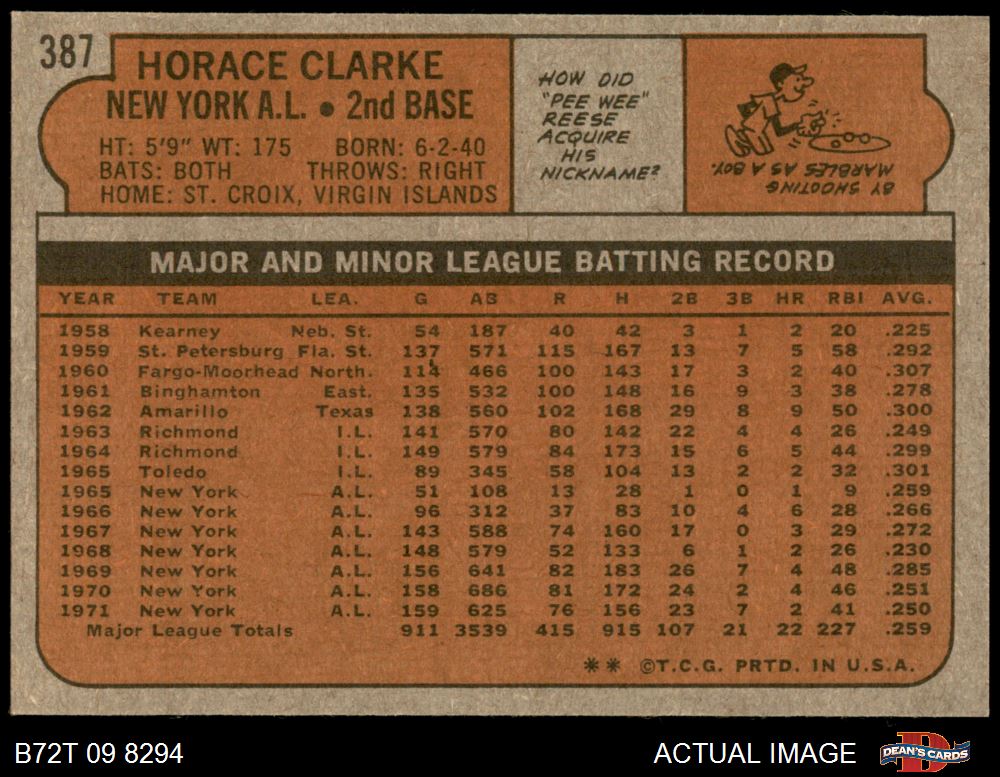 387
HORACE CLARKE
NEW YORK A.L. • 2nd BASE
HT: 5'9" WT: 175 BORN: 6-2-40
BATS: BOTH THROWS: RIGHT
HOME: ST. CROIX, VIRGIN ISLANDS
HOW DID
"PEE WEE"
REESE
ACQUIRE
HIS
NICKNAME?
BY SHOOTING
MARBLES AS A BOY.
MAJOR AND MINOR LEAGUE BATTING RECORD
YEAR TEAM LEA. G AB R H 2B 3B HR RBI AVG.
1958 Kearney Neb. St. 54 187 40 42 3 1 2 20 .225
1959 St. Petersburg Fla. St. 137 571 115 167 13 7 5 58 .292
1960 Fargo-Moorhead North. 114 466 100 143 17 3 2 40 .307
1961 Binghamton East. 135 532 100 148 16 9 3 38 .278
1962 Amarillo Texas 138 560 102 168 29 8 9 50 .300
1963 Richmond I.L. 141 570 80 142 22 4 4 26 .249
1964 Richmond I.L. 149 579 84 173 15 6 5 44 .299
1965 Toledo I.L. 89 345 58 104 13 2 2 32 .301
1965 New York A.L. 51 108 13 28 1 0 1 9 .259
1966 New York A.L. 96 312 37 83 10 4 6 28 .266
1967 New York A.L. 143 588 74 160 17 0 3 29 .272
1968 New York A.L. 148 579 52 133 6 1 2 26 .230
1969 New York A.L. 156 641 82 183 26 7 4 48 .285
1970 New York A.L. 158 686 81 172 24 2 4 46 .251
1971 New York A.L. 159 625 76 156 23 7 2 41 .250
Major League Totals 911 3539 415 915 107 21 22 227 .259
** ©T.C.G. PRTD. IN U.S.A.
B72T 09 8294 ACTUAL IMAGE DEAN'S CARDS